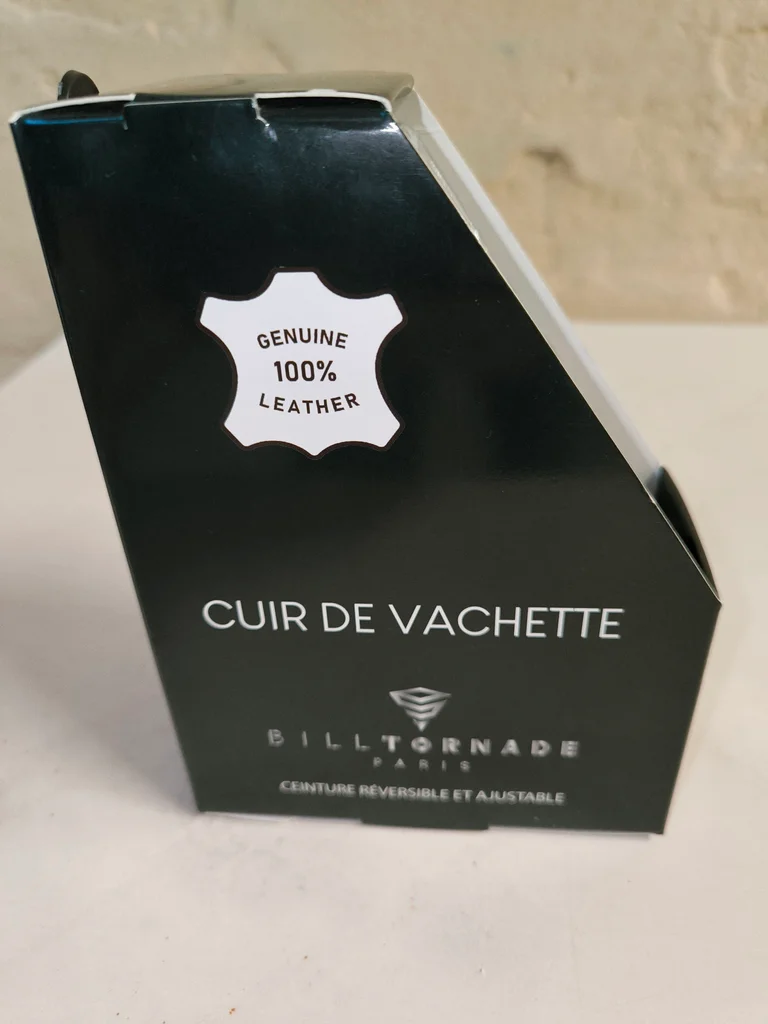 GENUINE
100%
LEATHER
CUIR DE VACHETTE
BILLTORNADE
PARIS
CEINTURE RÉVERSIBLE ET AJUSTABLE